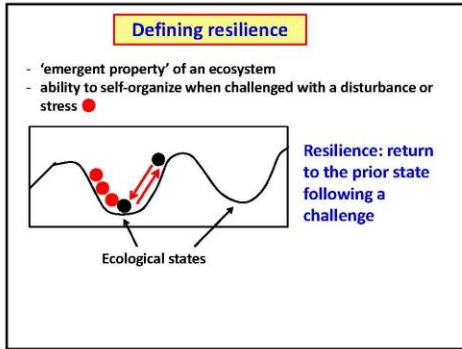 Defining resilience
- ‘emergent property’ of an ecosystem
- ability to self-organize when challenged with a disturbance or
stress
Resilience: return
to the prior state
following a
challenge
Ecological states